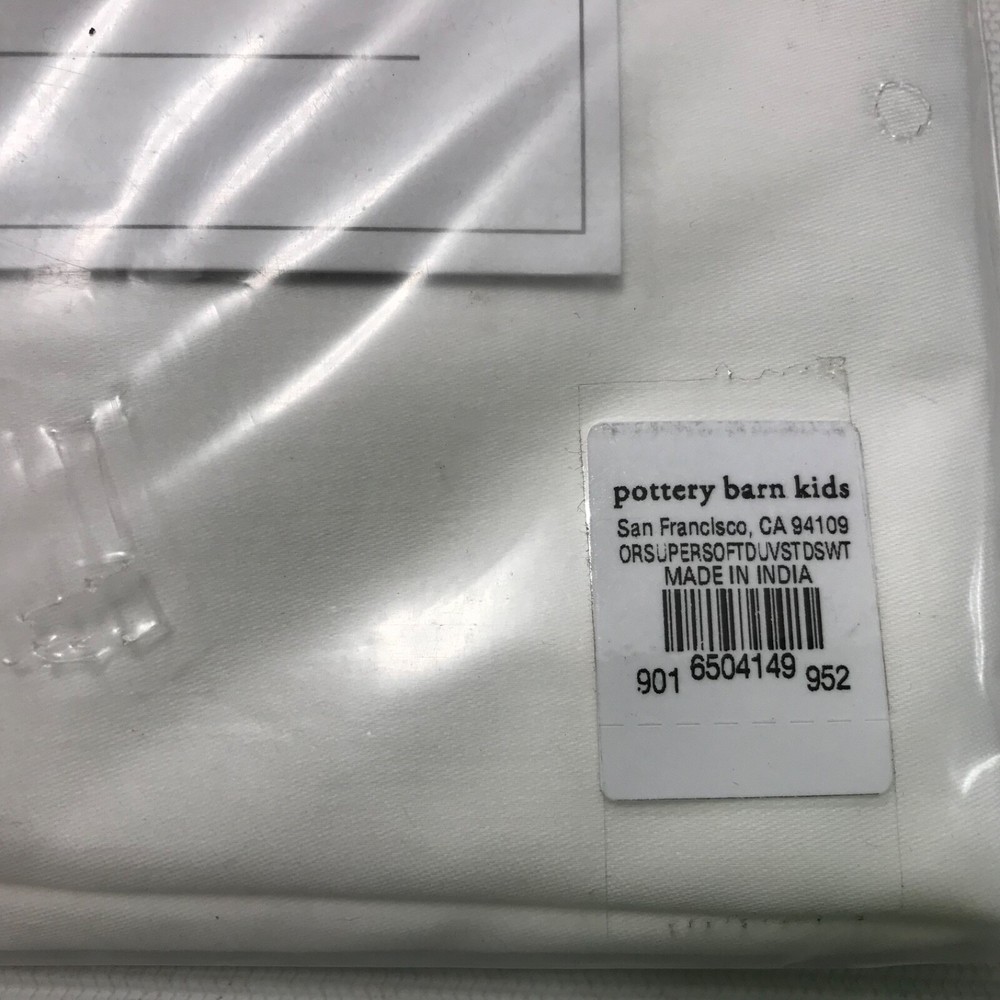 pottery barn kids
San Francisco, CA 94109
ORSUPERSOFTDUVSTDSWT
MADE IN INDIA
901 6504149 952